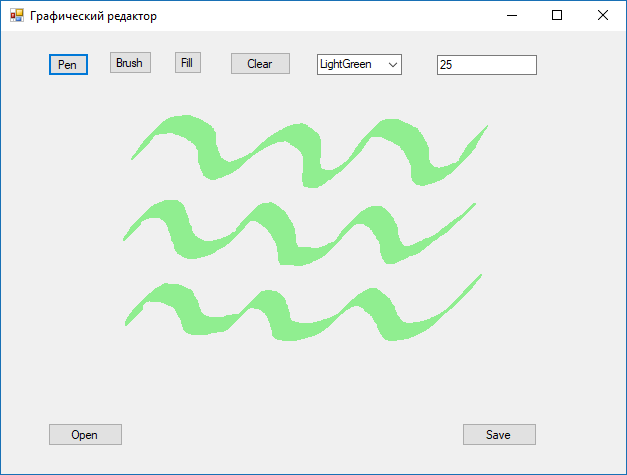 Графический редактор
Pen Brush Fill Clear LightGreen 25
Open Save